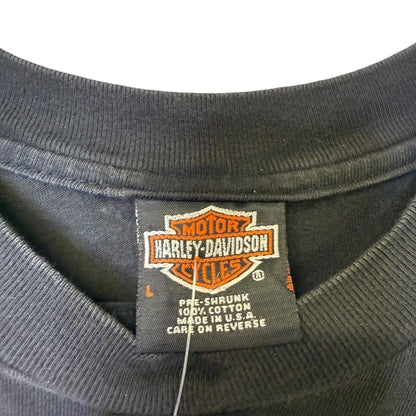 MOTOR
HARLEY-DAVIDSON
CYCLES
®
L
PRE-SHRUNK
100% COTTON
MADE IN U.S.A.
CARE ON REVERSE